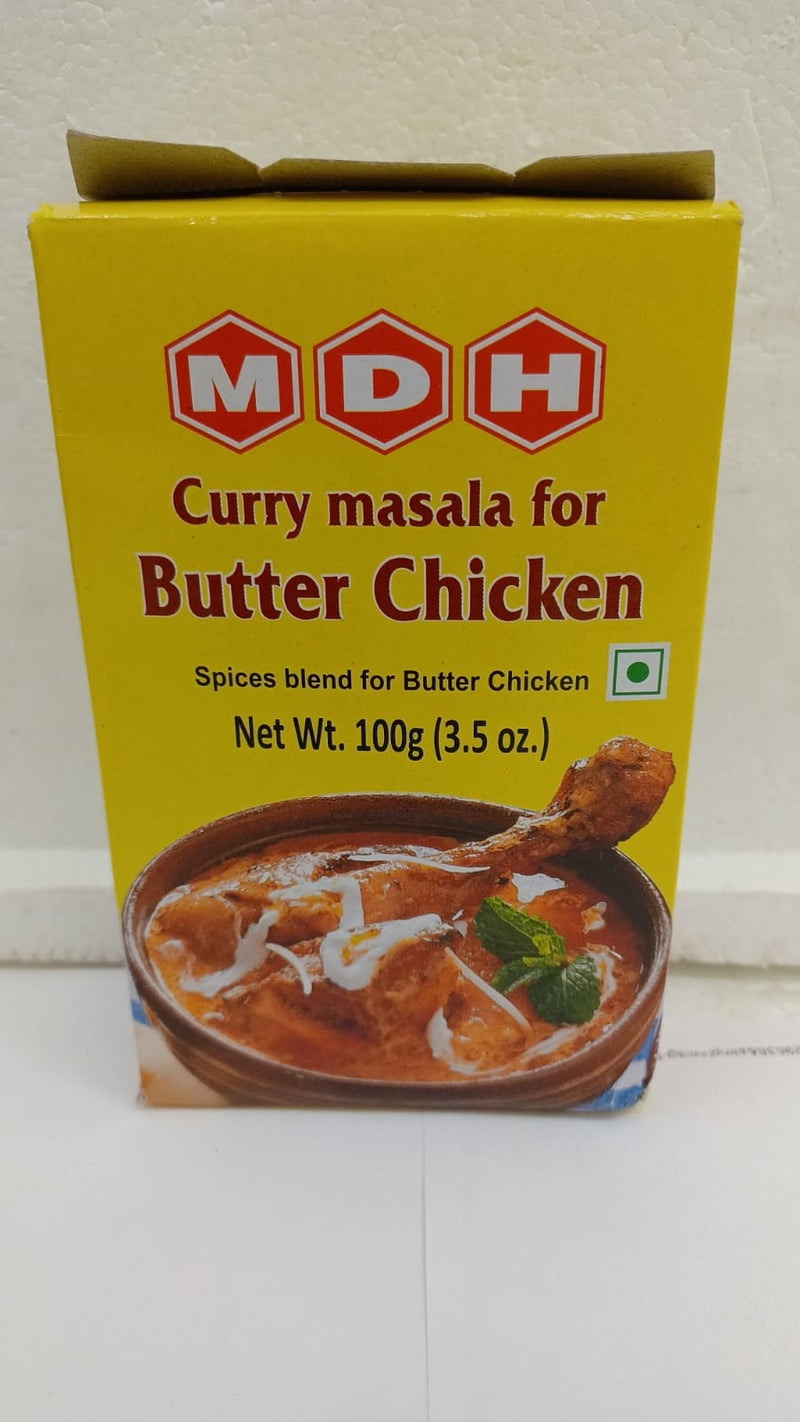 MDH
Curry masala for
Butter Chicken
Spices blend for Butter Chicken
Net Wt. 100g (3.5 oz.)